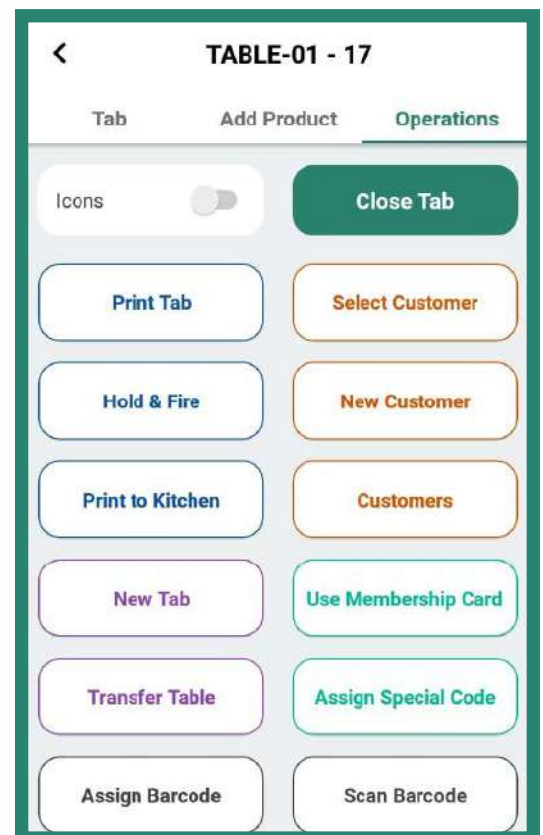 TABLE-01 - 17
Tab Add Product Operations
Icons Close Tab
Print Tab Select Customer
Hold & Fire New Customer
Print to Kitchen Customers
New Tab Use Membership Card
Transfer Table Assign Special Code
Assign Barcode Scan Barcode